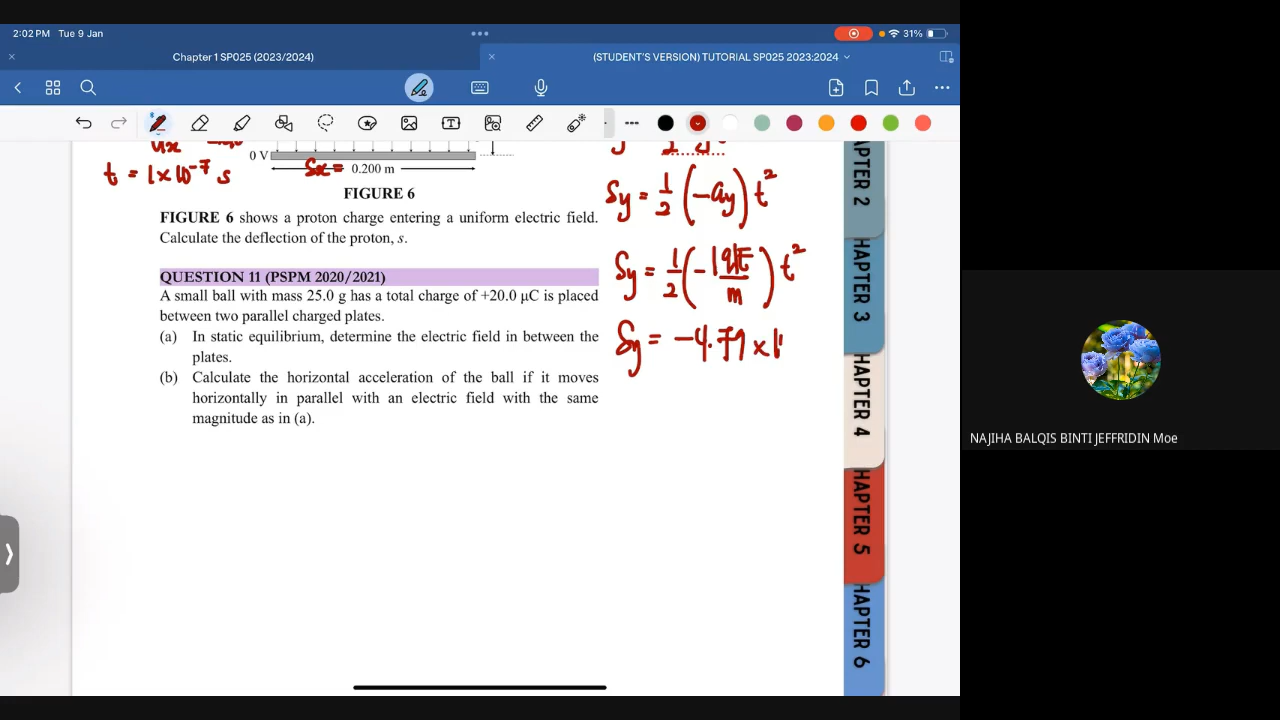 2:02 PM Tue 9 Jan
31%
Chapter 1 SP025 (2023/2024)
(STUDENT'S VERSION) TUTORIAL SP025 2023:2024
0 V
Sx =
0.200 m
t = 1x10⁻⁷ s
FIGURE 6
FIGURE 6 shows a proton charge entering a uniform electric field.
Calculate the deflection of the proton, s.
QUESTION 11 (PSPM 2020/2021)
A small ball with mass 25.0 g has a total charge of +20.0 μC is placed
between two parallel charged plates.
(a) In static equilibrium, determine the electric field in between the
plates.
(b) Calculate the horizontal acceleration of the ball if it moves
horizontally in parallel with an electric field with the same
magnitude as in (a).
Sy = 1/2 (-ay) t²
Sy = 1/2 (-|q|E/m) t²
Sy = -4.79 x 1
HAPTER 2
HAPTER 3
HAPTER 4
HAPTER 5
HAPTER 6
NAJIHA BALQIS BINTI JEFFRIDIN Moe